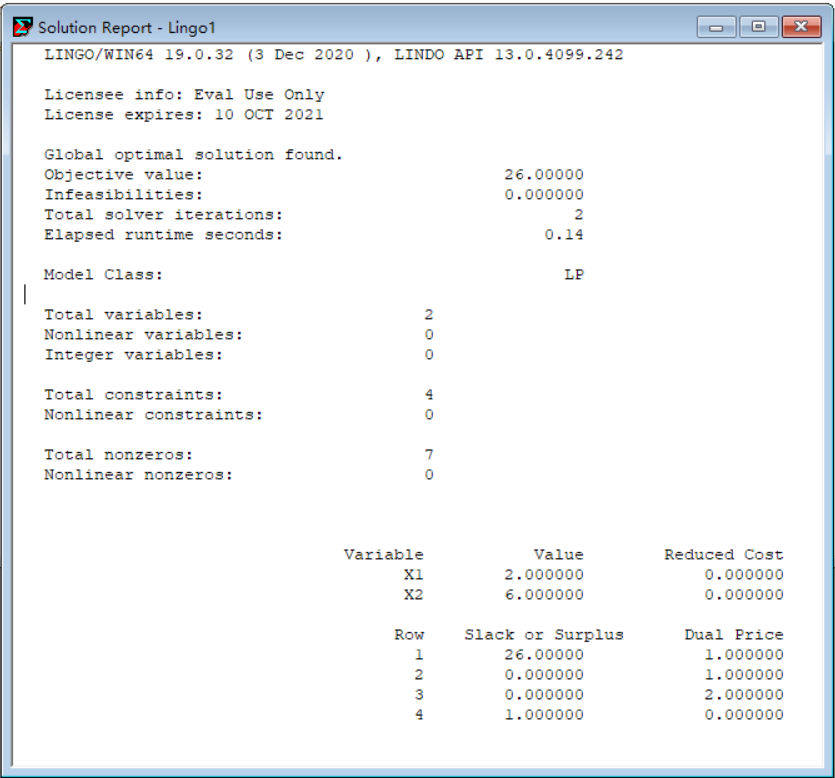 Solution Report - Lingo1
LINGO/WIN64 19.0.32 (3 Dec 2020 ), LINDO API 13.0.4099.242
Licensee info: Eval Use Only
License expires: 10 OCT 2021
Global optimal solution found.
Objective value: 26.00000
Infeasibilities: 0.000000
Total solver iterations: 2
Elapsed runtime seconds: 0.14
Model Class: LP
Total variables: 2
Nonlinear variables: 0
Integer variables: 0
Total constraints: 4
Nonlinear constraints: 0
Total nonzeros: 7
Nonlinear nonzeros: 0
Variable Value Reduced Cost
X1 2.000000 0.000000
X2 6.000000 0.000000
Row Slack or Surplus Dual Price
1 26.00000 1.000000
2 0.000000 1.000000
3 0.000000 2.000000
4 1.000000 0.000000